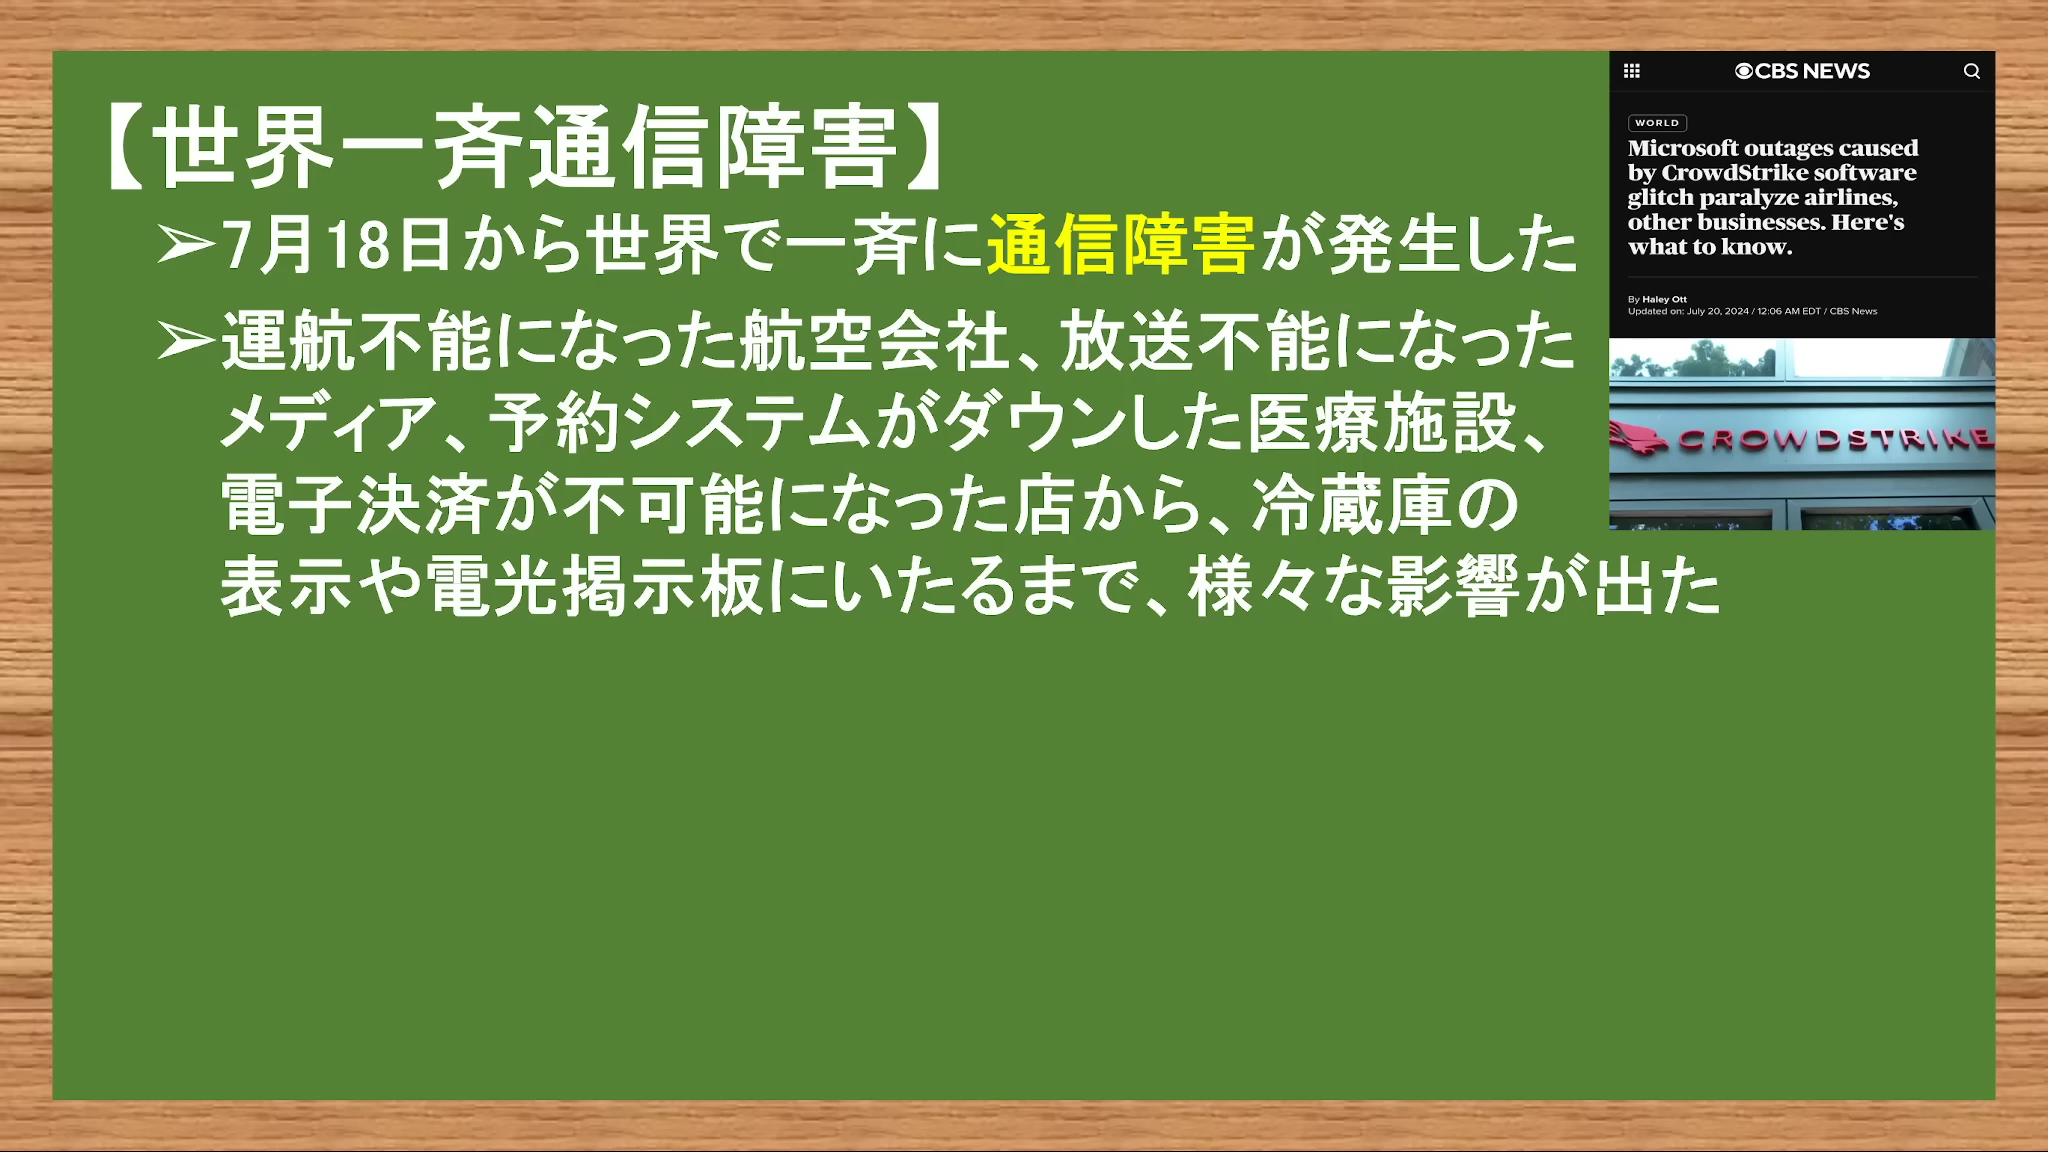 【世界一斉通信障害】
➢7月18日から世界で一斉に通信障害が発生した
➢運航不能になった航空会社、放送不能になった
メディア、予約システムがダウンした医療施設、
電子決済が不可能になった店から、冷蔵庫の
表示や電光掲示板にいたるまで、様々な影響が出た
CBS NEWS
WORLD
Microsoft outages caused
by CrowdStrike software
glitch paralyze airlines,
other businesses. Here's
what to know.
By Haley Ott
Updated on: July 20, 2024 / 12:06 AM EDT / CBS News
CROWDSTRIKE